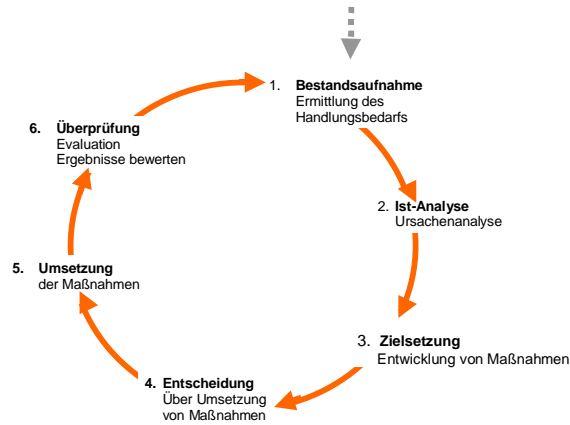 1. Bestandsaufnahme
Ermittlung des
Handlungsbedarfs
2. Ist-Analyse
Ursachenanalyse
3. Zielsetzung
Entwicklung von Maßnahmen
4. Entscheidung
Über Umsetzung
von Maßnahmen
5. Umsetzung
der Maßnahmen
6. Überprüfung
Evaluation
Ergebnisse bewerten